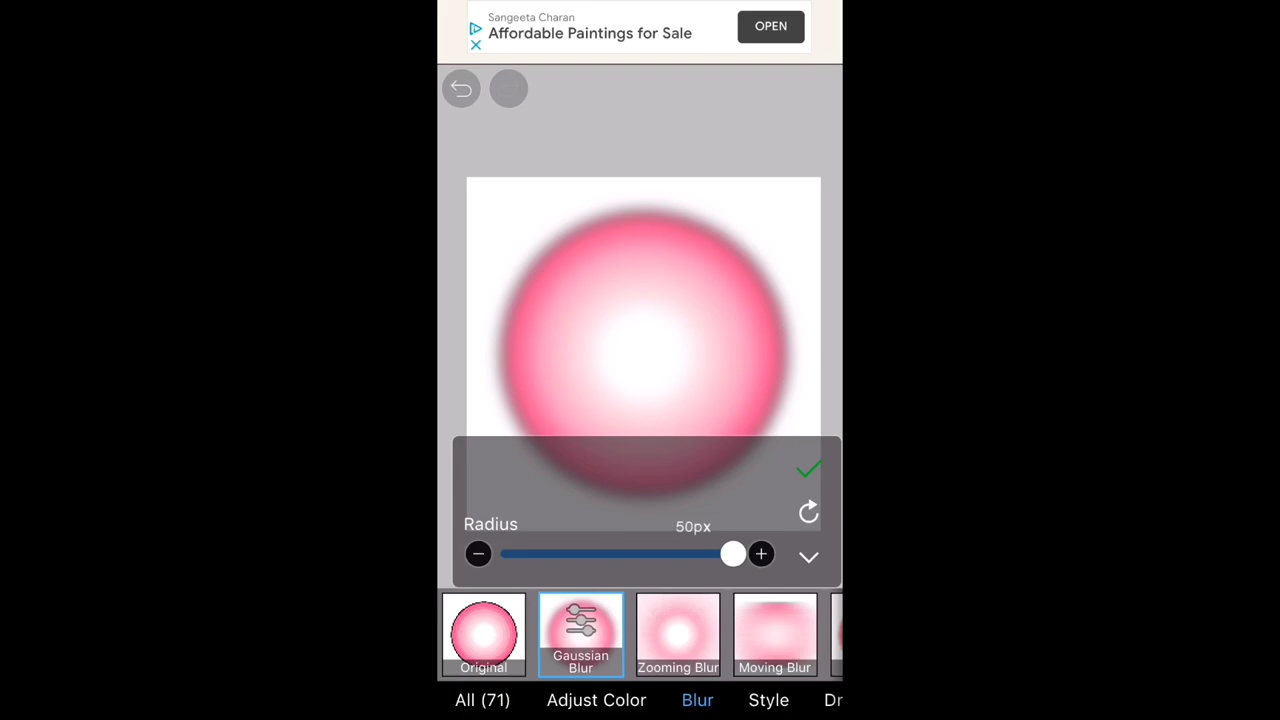 Sangeeta Charan
Affordable Paintings for Sale
OPEN
Radius
50px
Original
Gaussian
Blur
Zooming Blur
Moving Blur
All (71)
Adjust Color
Blur
Style
Dr